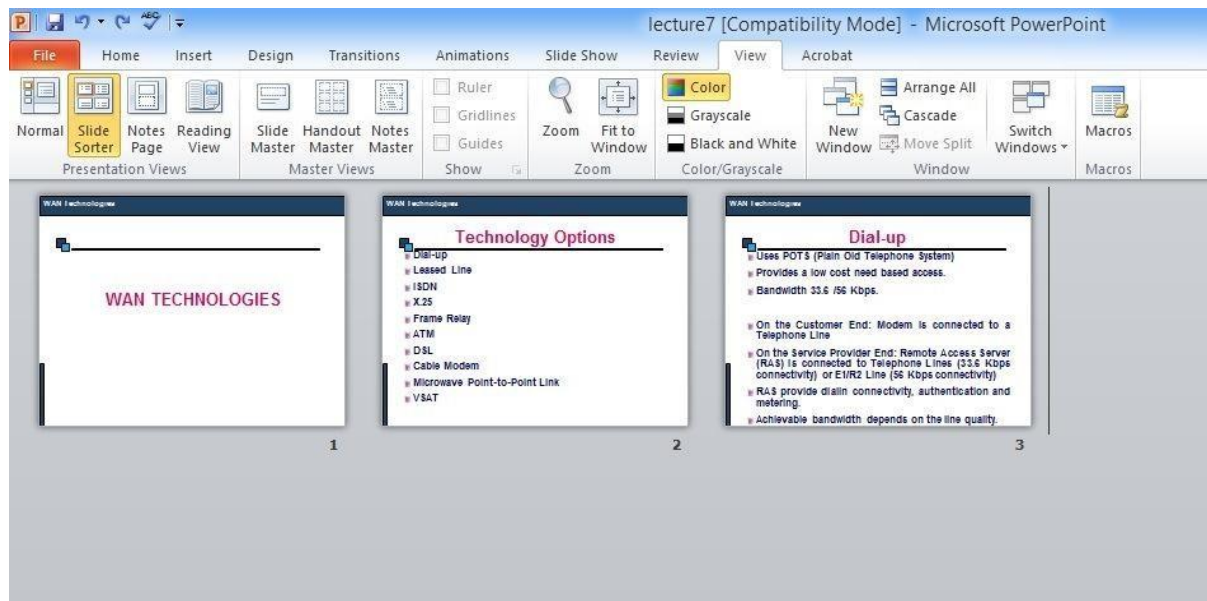 lecture7 [Compatibility Mode] - Microsoft PowerPoint
File Home Insert Design Transitions Animations Slide Show Review View Acrobat
Normal Slide Sorter Notes Page Reading View
Presentation Views
Slide Master Handout Master Notes Master
Master Views
Ruler
Gridlines
Guides
Show
Zoom Fit to Window
Zoom
Color
Grayscale
Black and White
Color/Grayscale
New Window
Arrange All
Cascade
Move Split
Switch Windows
Window
Macros
Macros
WAN Technologies
WAN TECHNOLOGIES
1
WAN Technologies
Technology Options
Dial-up
Leased Line
ISDN
X.25
Frame Relay
ATM
DSL
Cable Modem
Microwave Point-to-Point Link
VSAT
2
WAN Technologies
Dial-up
Uses POTS (Plain Old Telephone System)
Provides a low cost need based access.
Bandwidth 33.6 /56 Kbps.
On the Customer End: Modem is connected to a
Telephone Line
On the Service Provider End: Remote Access Server
(RAS) is connected to Telephone Lines (33.6 Kbps
connectivity) or E1/R2 Line (56 Kbps connectivity)
RAS provide dialin connectivity, authentication and
metering.
Achievable bandwidth depends on the line quality.
3